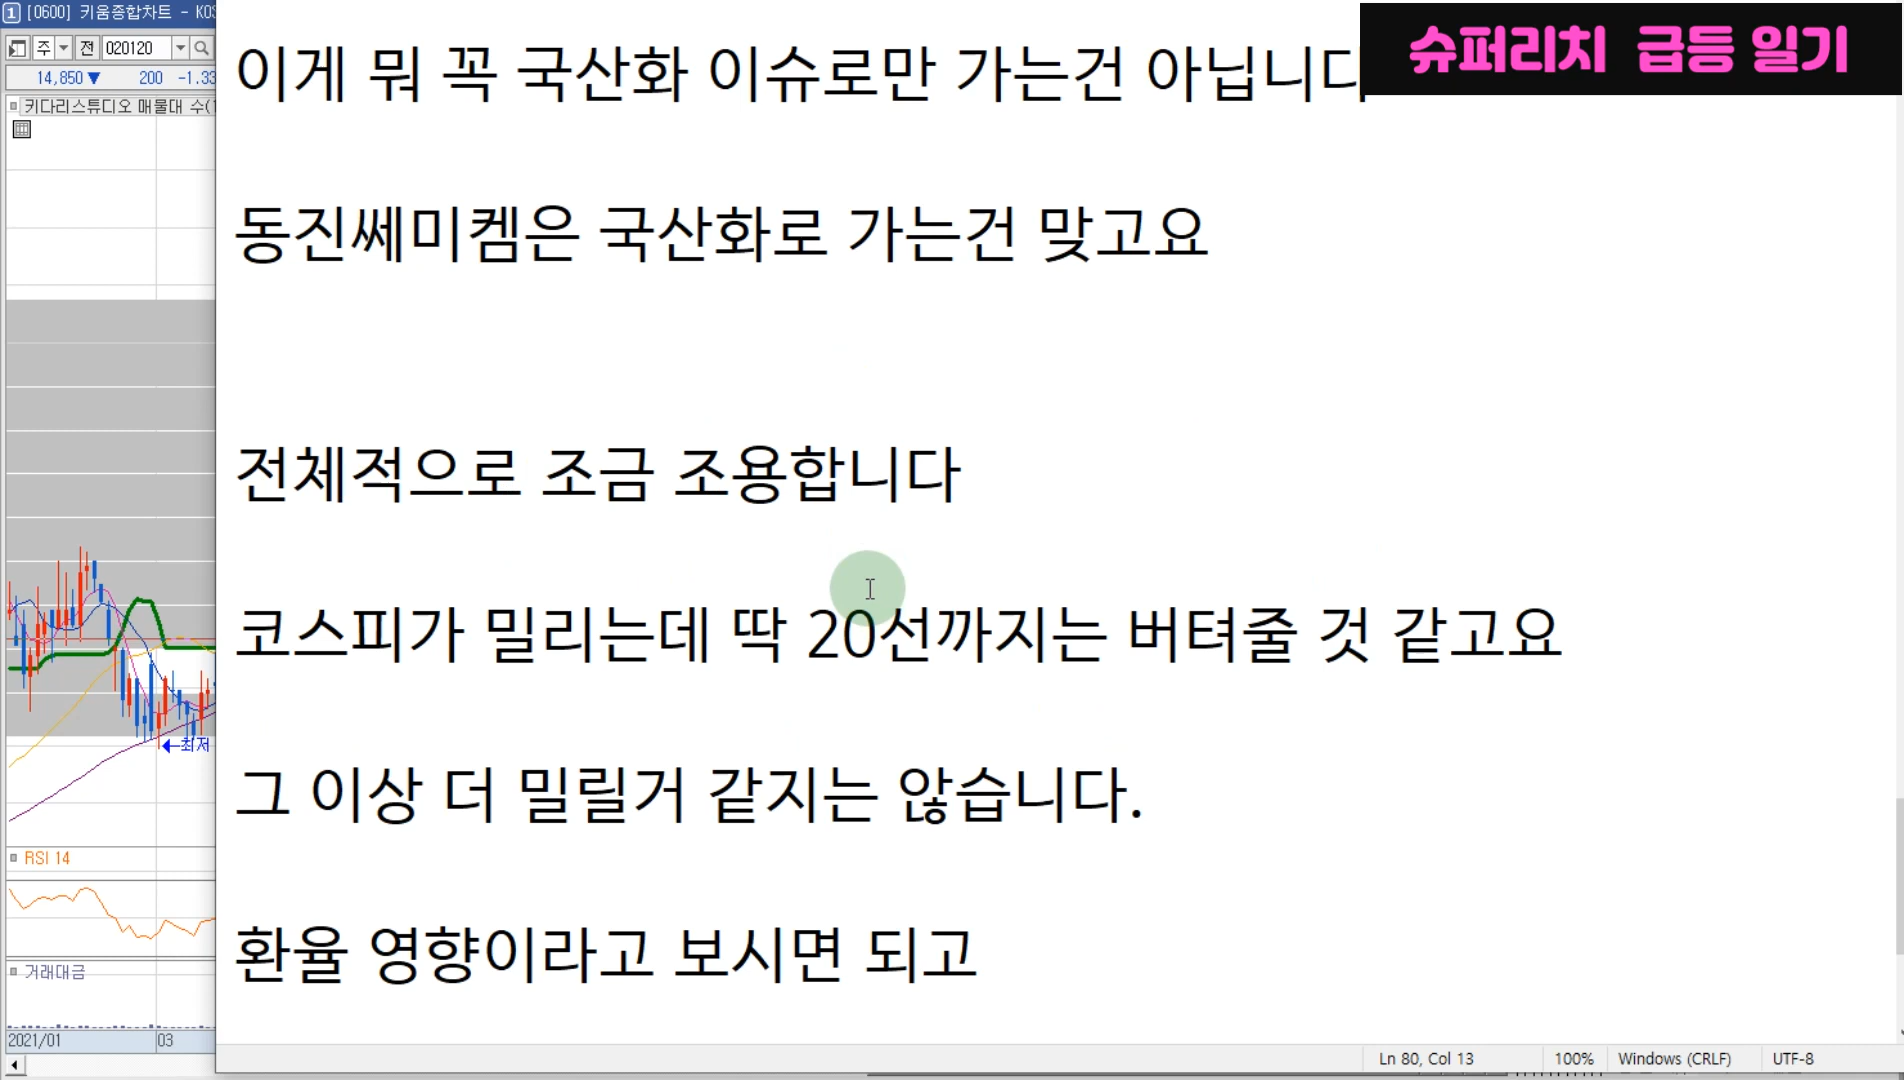 1 [0600] 키움종합차트 - KOS
슈퍼리치 급등 일기
주 전 020120
14,850 ▼ 200 -1.33
키다리스튜디오 매물대 수(1
이게 뭐 꼭 국산화 이슈로만 가는건 아닙니다
동진쎄미켐은 국산화로 가는건 맞고요
전체적으로 조금 조용합니다
코스피가 밀리는데 딱 20선까지는 버텨줄 것 같고요
그 이상 더 밀릴거 같지는 않습니다.
환율 영향이라고 보시면 되고
←최저
RSI 14
거래대금
2021/01 03
Ln 80, Col 13 100% Windows (CRLF) UTF-8